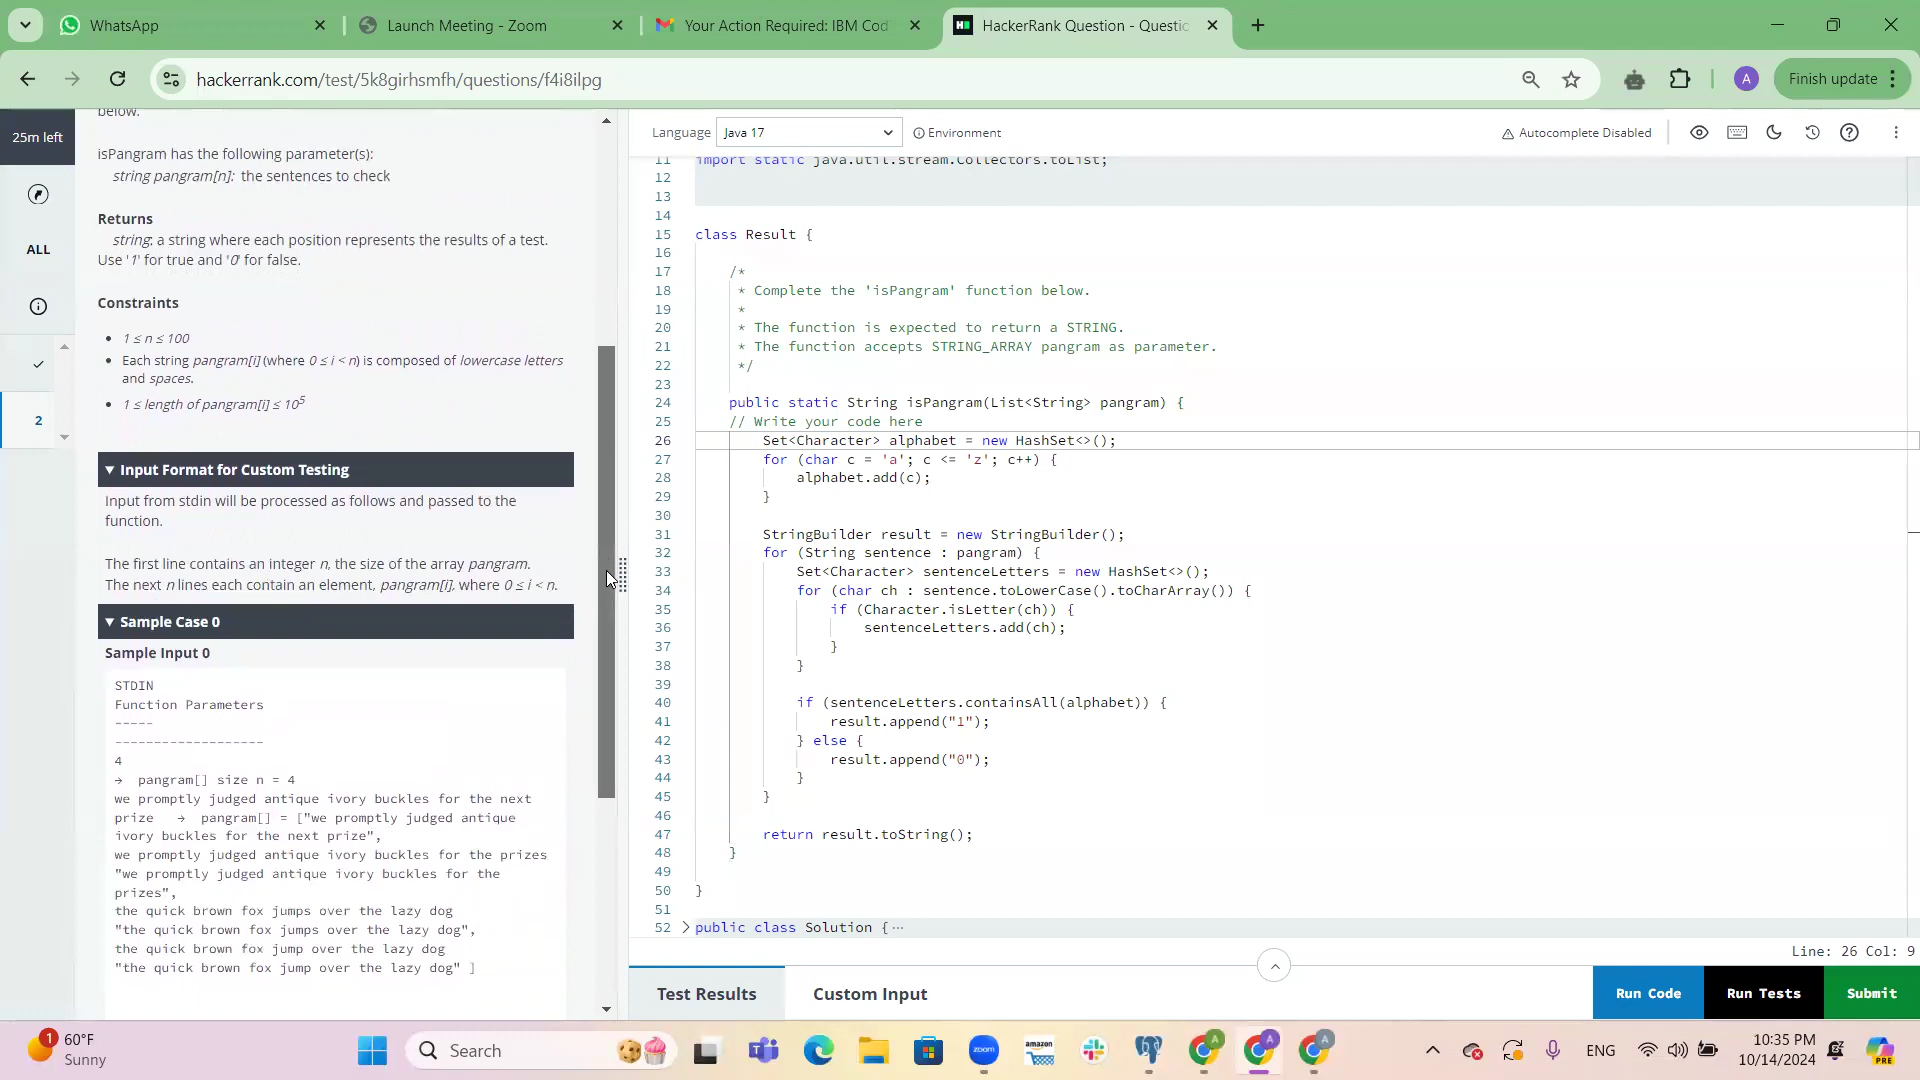 WhatsApp
Launch Meeting - Zoom
Your Action Required: IBM Cod
HackerRank Question - Questic
hackerrank.com/test/5k8girhsmfh/questions/f4i8ilpg
A
Finish update
25m left
ALL
2
below.
isPangram has the following parameter(s):
string pangram[n]: the sentences to check
Returns
string: a string where each position represents the results of a test.
Use '1' for true and '0' for false.
Constraints
• 1 ≤ n ≤ 100
• Each string pangram[i] (where 0 ≤ i < n) is composed of lowercase letters
and spaces.
• 1 ≤ length of pangram[i] ≤ 10⁵
▼ Input Format for Custom Testing
Input from stdin will be processed as follows and passed to the
function.
The first line contains an integer n, the size of the array pangram.
The next n lines each contain an element, pangram[i], where 0 ≤ i < n.
▼ Sample Case 0
Sample Input 0
STDIN
Function Parameters
-----
-------------------
4
→ pangram[] size n = 4
we promptly judged antique ivory buckles for the next
prize → pangram[] = ["we promptly judged antique
ivory buckles for the next prize",
we promptly judged antique ivory buckles for the prizes
"we promptly judged antique ivory buckles for the
prizes",
the quick brown fox jumps over the lazy dog
"the quick brown fox jumps over the lazy dog",
the quick brown fox jump over the lazy dog
"the quick brown fox jump over the lazy dog" ]
Language Java 17 Environment
Autocomplete Disabled
11 import static java.util.stream.Collectors.toList;
12
13
14
15 class Result {
16
17 /*
18 * Complete the 'isPangram' function below.
19 *
20 * The function is expected to return a STRING.
21 * The function accepts STRING_ARRAY pangram as parameter.
22 */
23
24 public static String isPangram(List<String> pangram) {
25 // Write your code here
26 Set<Character> alphabet = new HashSet<>();
27 for (char c = 'a'; c <= 'z'; c++) {
28 alphabet.add(c);
29 }
30
31 StringBuilder result = new StringBuilder();
32 for (String sentence : pangram) {
33 Set<Character> sentenceLetters = new HashSet<>();
34 for (char ch : sentence.toLowerCase().toCharArray()) {
35 if (Character.isLetter(ch)) {
36 sentenceLetters.add(ch);
37 }
38 }
39
40 if (sentenceLetters.containsAll(alphabet)) {
41 result.append("1");
42 } else {
43 result.append("0");
44 }
45 }
46
47 return result.toString();
48 }
49
50 }
51
52 public class Solution { ···
Line: 26 Col: 9
Test Results
Custom Input
Run Code
Run Tests
Submit
1
60°F
Sunny
Search
zoom
amazon
A
A
A
ENG
10:35 PM
10/14/2024
PRE